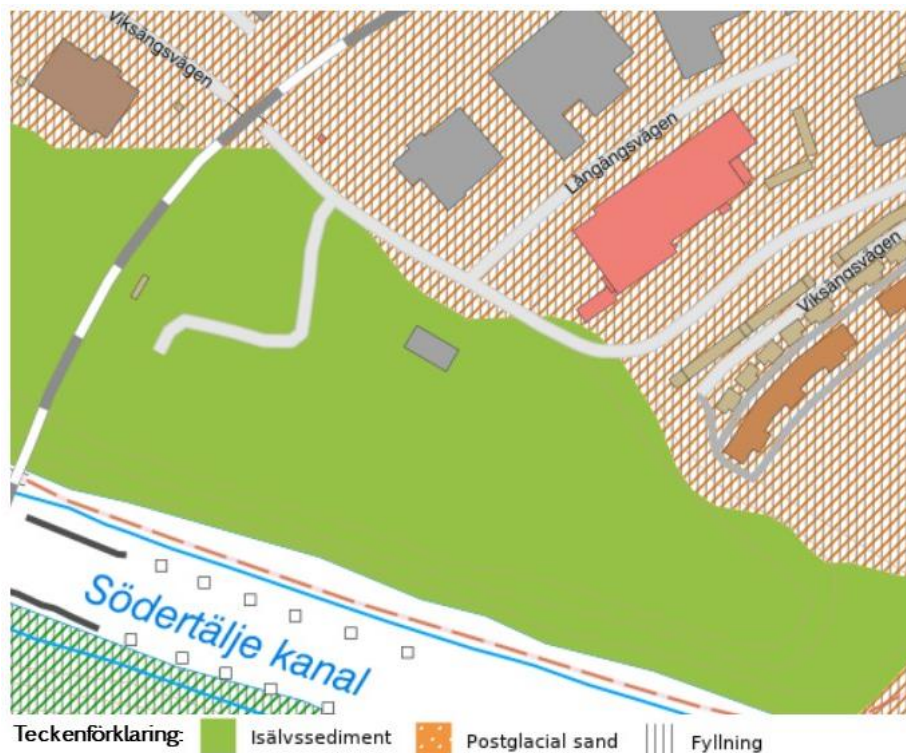 Viksängsvägen
Långängsvägen
Viksängsvägen
Södertälje kanal
Teckenförklaring: Isälvssediment Postglacial sand Fyllning